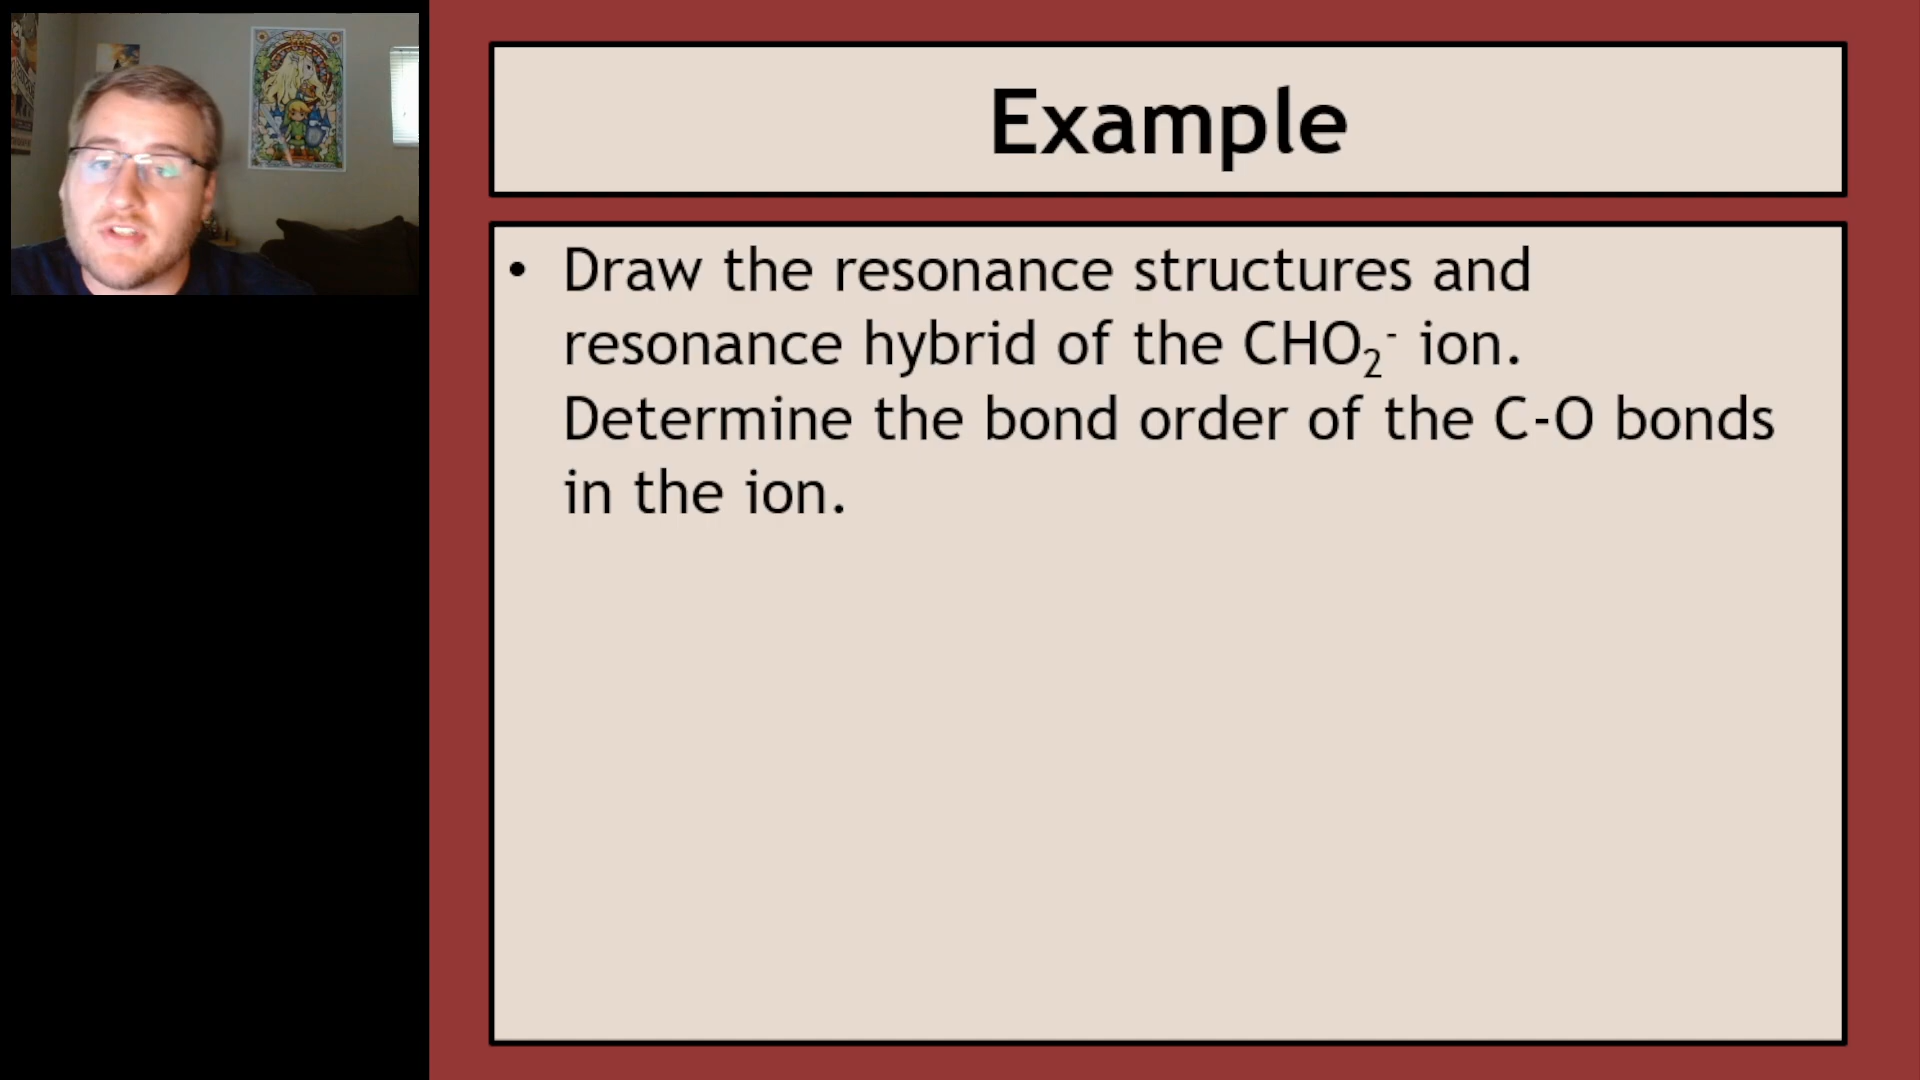 Example
• Draw the resonance structures and
resonance hybrid of the CHO₂⁻ ion.
Determine the bond order of the C-O bonds
in the ion.